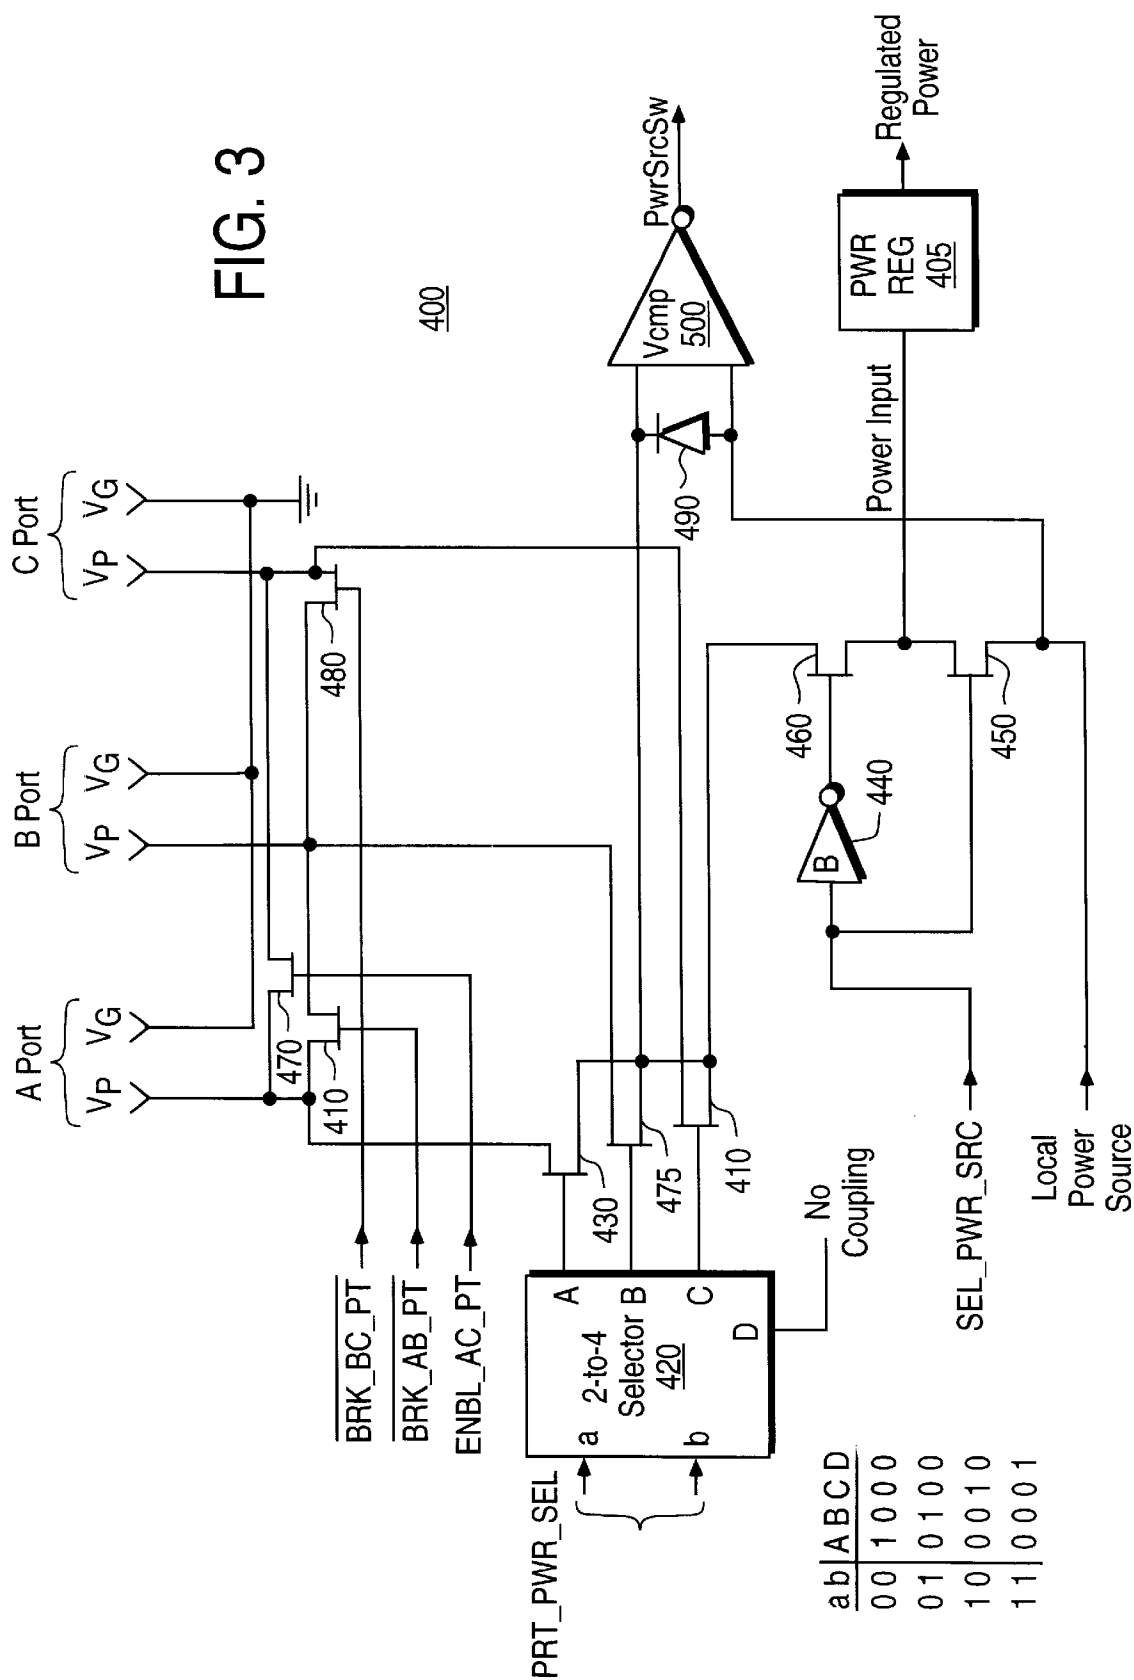 FIG. 3
400
A Port
B Port
C Port
VP
VG
VP
VG
VP
VG
470
410
480
BRK_BC_PT
BRK_AB_PT
ENBL_AC_PT
PRT_PWR_SEL
a
b
2-to-4
Selector
420
A
B
C
D
430
475
410
No
Coupling
490
Vcmp
500
PwrSrcSw
SEL_PWR_SRC
Local
Power
Source
B
440
460
450
Power Input
PWR
REG
405
Regulated
Power
a b A B C D
0 0 1 0 0 0
0 1 0 1 0 0
1 0 0 0 1 0
1 1 0 0 0 1